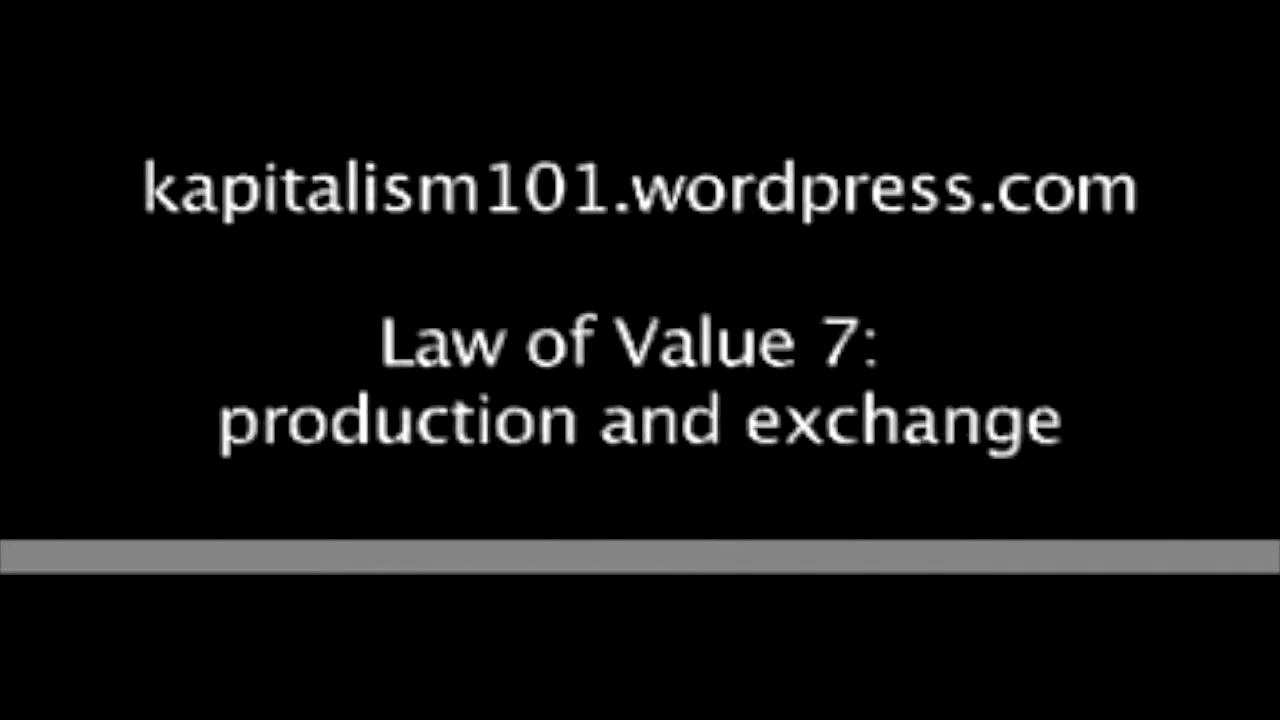 kapitalism101.wordpress.com
Law of Value 7:
production and exchange